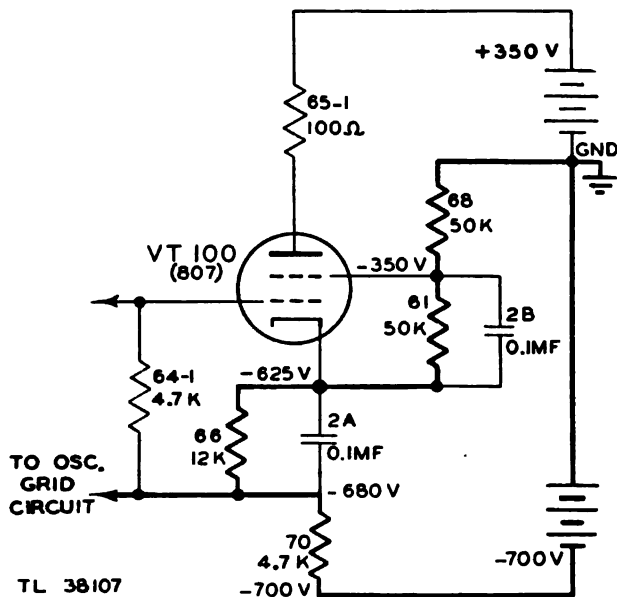 +350 V
65-1
100Ω
GND
68
50K
VT 100
(807)
-350 V
61
50K
2B
0.1MF
64-1
4.7 K
-625 V
2A
0.1MF
66
12K
TO OSC.
GRID
CIRCUIT
-680 V
70
4.7 K
-700 V
-700 V
TL 38107